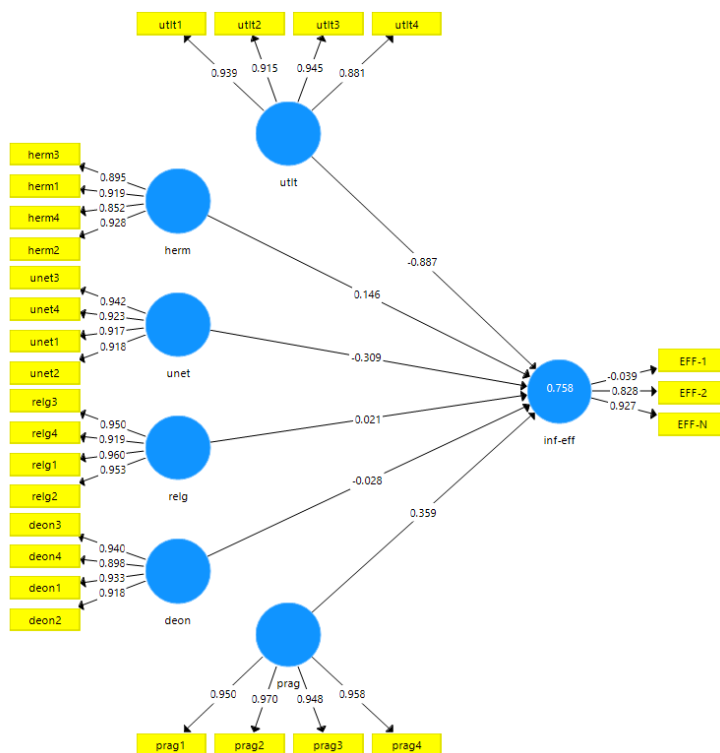 utlt1
utlt2
utlt3
utlt4
0.939
0.915
0.945
0.881
utlt
herm3
herm1
herm4
herm2
0.895
0.919
0.852
0.928
herm
unet3
unet4
unet1
unet2
0.942
0.923
0.917
0.918
unet
relg3
relg4
relg1
relg2
0.950
0.919
0.960
0.953
relg
deon3
deon4
deon1
deon2
0.940
0.898
0.933
0.918
deon
-0.887
0.146
-0.309
0.021
-0.028
0.359
0.758
inf-eff
-0.039
0.828
0.927
EFF-1
EFF-2
EFF-N
prag
0.950
0.970
0.948
0.958
prag1
prag2
prag3
prag4